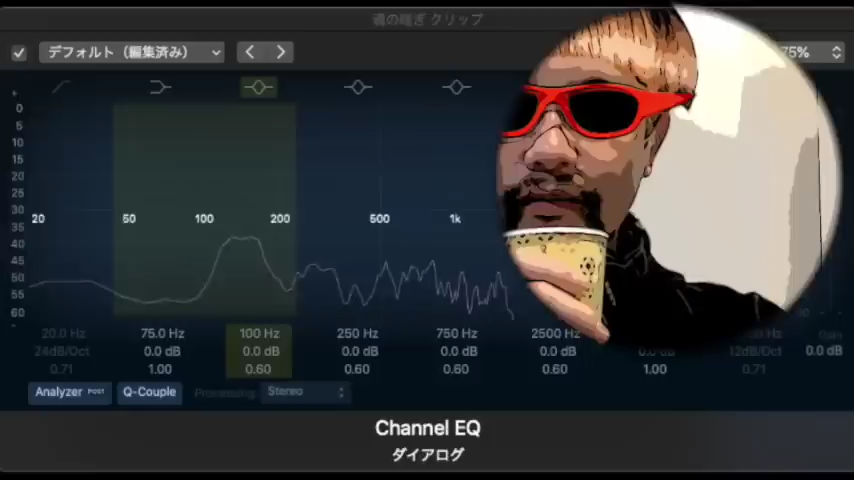 魂の喘ぎ クリップ
デフォルト（編集済み）
75%
+
0
5
10
15
20
25
30
35
40
45
50
55
60
-
20 50 100 200 500 1k
20.0 Hz 75.0 Hz 100 Hz 250 Hz 750 Hz 2500 Hz Hz Gain
24dB/Oct 0.0 dB 0.0 dB 0.0 dB 0.0 dB 0.0 dB 12dB/Oct 0.0 dB
0.71 1.00 0.60 0.60 0.60 0.60 1.00 0.71
Analyzer POST Q-Couple Processing: Stereo
Channel EQ
ダイアログ